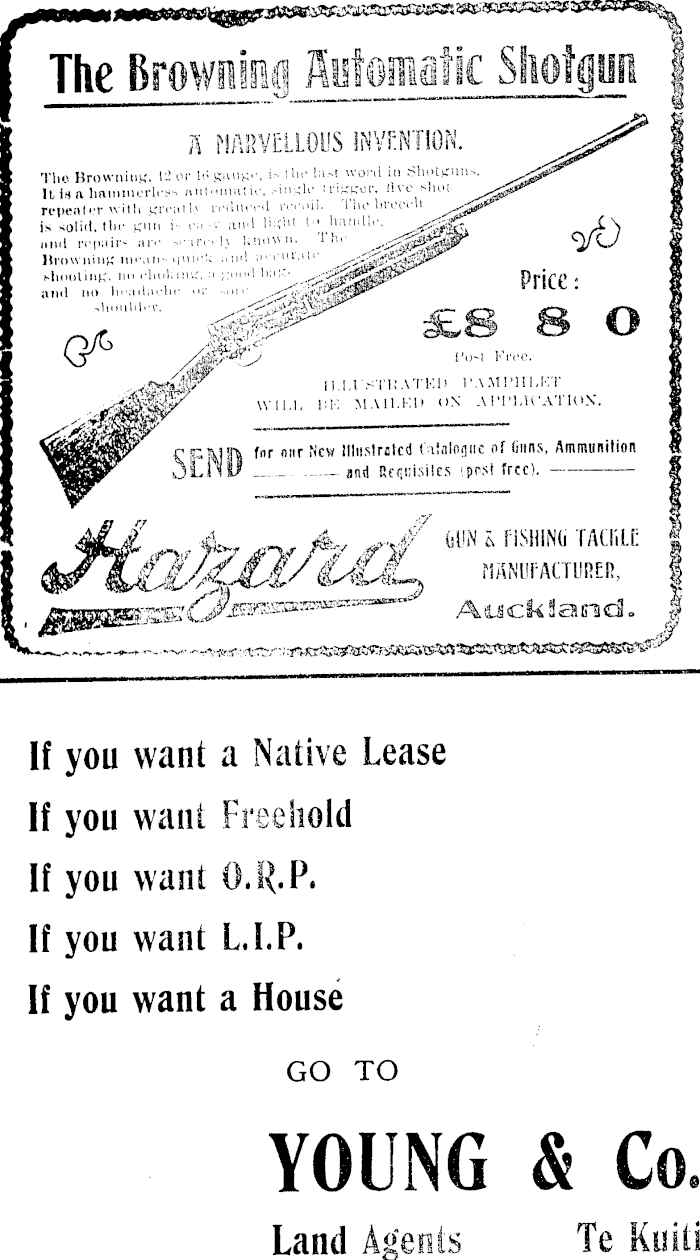 The Browning Automatic Shotgun
A MARVELLOUS INVENTION.
The Browning, 12 or 16 gauge, is the last word in Shotguns.
It is a hammerless automatic, single trigger, five shot
repeater with greatly reduced recoil. The breech
is solid, the gun is easy and light to handle,
and repairs are scarcely known. The
Browning means quick and accurate
shooting, no choking, a good bag,
and no headache or sore
shoulder.
Price:
£8 8 0
Post Free.
ILLUSTRATED PAMPHLET
WILL BE MAILED ON APPLICATION.
SEND for our New Illustrated Catalogue of Guns, Ammunition
and Requisites (post free).
Hazard
GUN & FISHING TACKLE
MANUFACTURER,
Auckland.
If you want a Native Lease
If you want Freehold
If you want O.R.P.
If you want L.I.P.
If you want a House
GO TO
YOUNG & Co.
Land Agents Te Kuiti